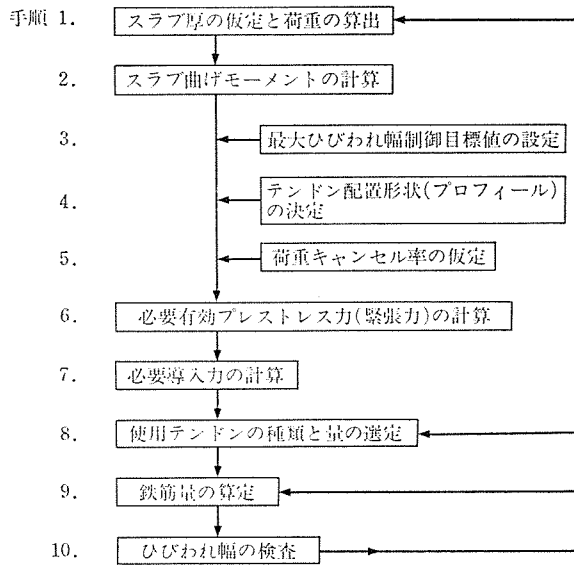 手順 1. スラブ厚の仮定と荷重の算出
2. スラブ曲げモーメントの計算
3. 最大ひびわれ幅制御目標値の設定
4. テンドン配置形状(プロフィール)
の決定
5. 荷重キャンセル率の仮定
6. 必要有効プレストレス力(緊張力)の計算
7. 必要導入力の計算
8. 使用テンドンの種類と量の選定
9. 鉄筋量の算定
10. ひびわれ幅の検査